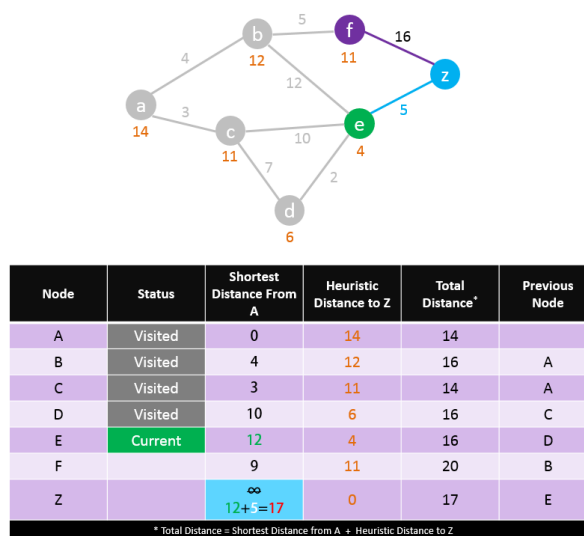 5
f
16
b
4
12
11
z
12
a
5
3
e
14
c
10
4
11
7
2
d
6
Node Status Shortest Distance From A Heuristic Distance to Z Total Distance* Previous Node
A Visited 0 14 14
B Visited 4 12 16 A
C Visited 3 11 14 A
D Visited 10 6 16 C
E Current 12 4 16 D
F 9 11 20 B
Z ∞ 0 17 E
12+5=17
* Total Distance = Shortest Distance from A + Heuristic Distance to Z